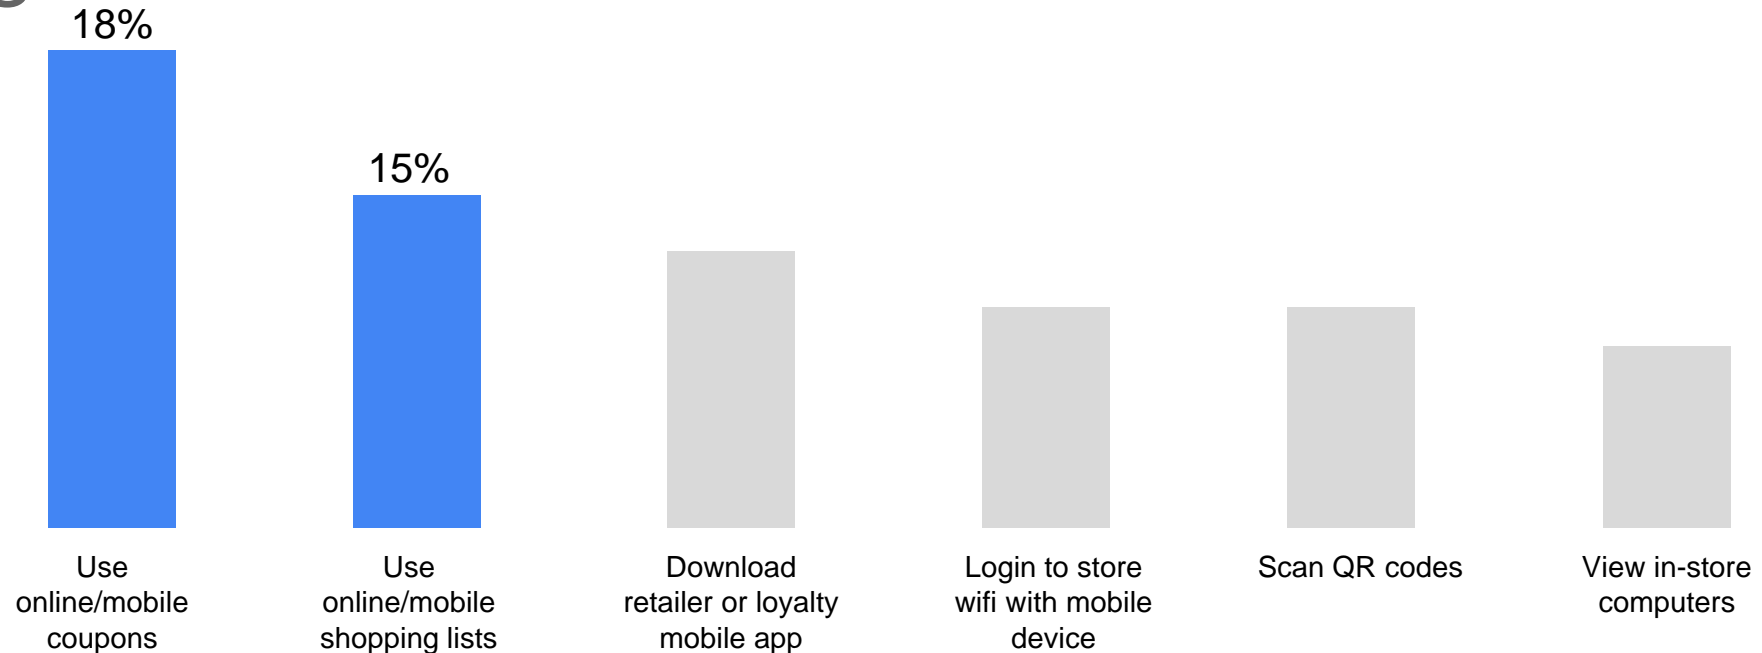 18%
15%
Use
online/mobile
coupons
Use
online/mobile
shopping lists
Download
retailer or loyalty
mobile app
Login to store
wifi with mobile
device
Scan QR codes
View in-store
computers